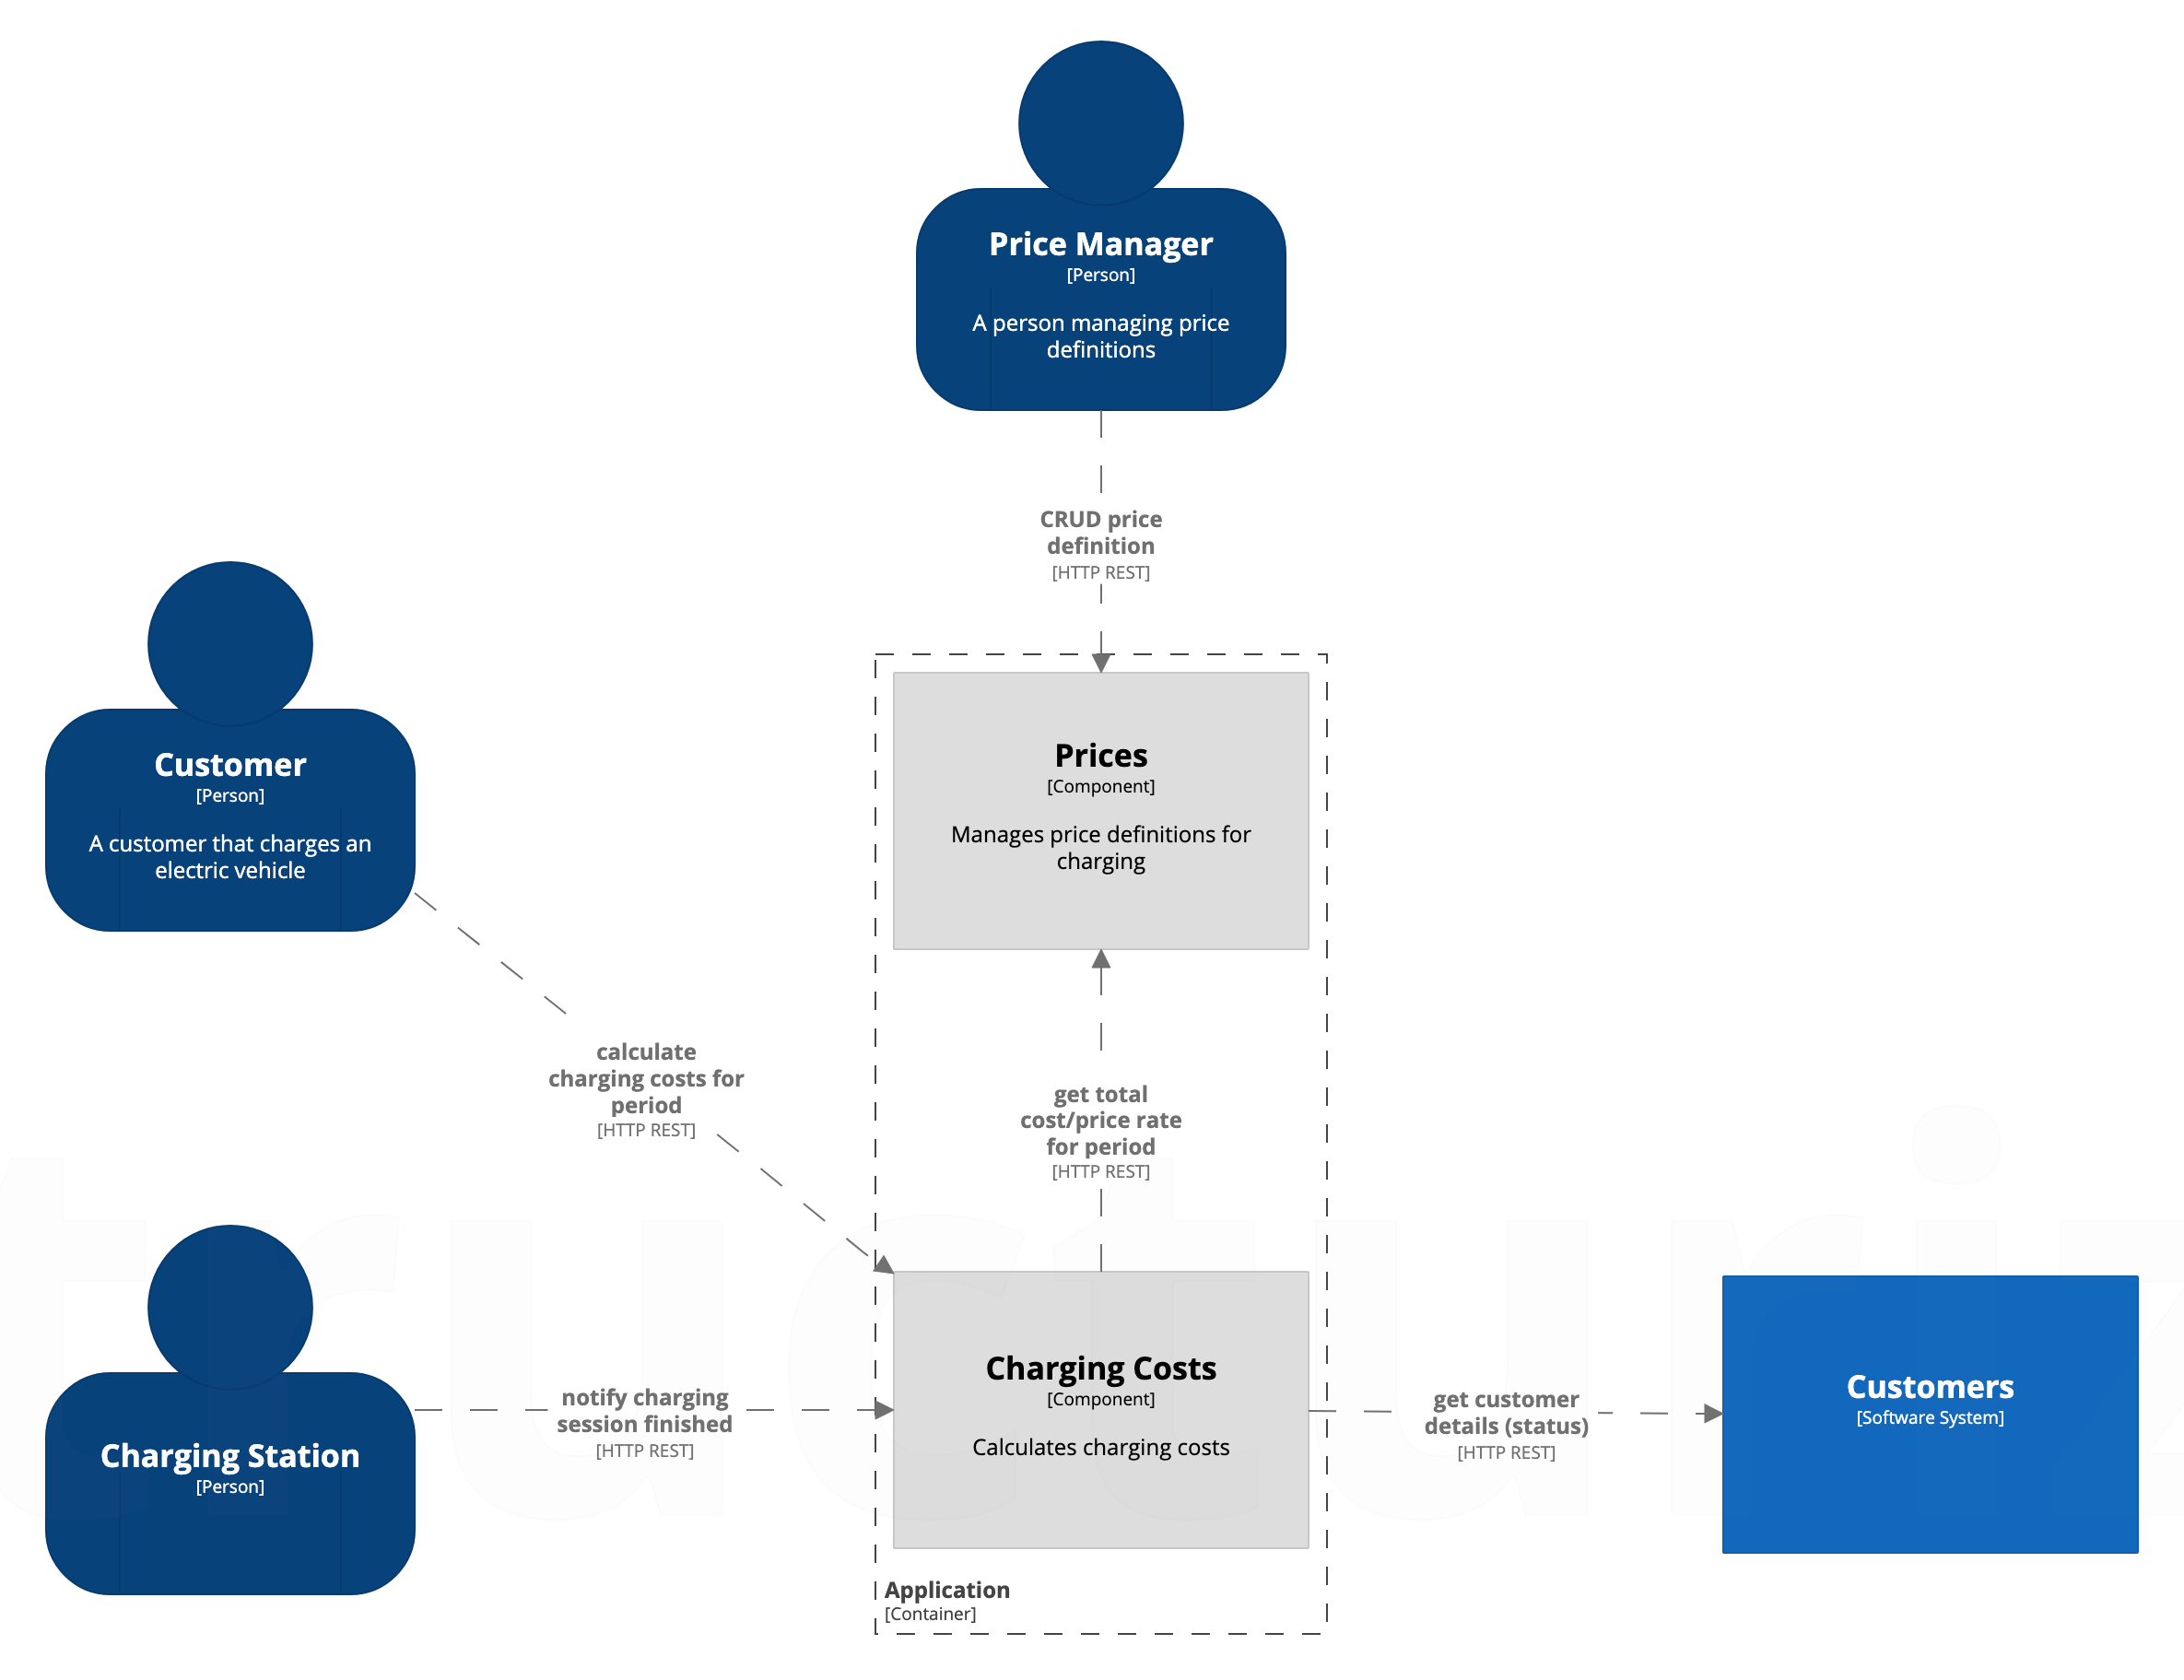 Price Manager
[Person]
A person managing price
definitions
CRUD price
definition
[HTTP REST]
Customer
[Person]
A customer that charges an
electric vehicle
Prices
[Component]
Manages price definitions for
charging
calculate
charging costs for
period
[HTTP REST]
get total
cost/price rate
for period
[HTTP REST]
Charging Station
[Person]
notify charging
session finished
[HTTP REST]
Charging Costs
[Component]
Calculates charging costs
get customer
details (status)
[HTTP REST]
Customers
[Software System]
Application
[Container]